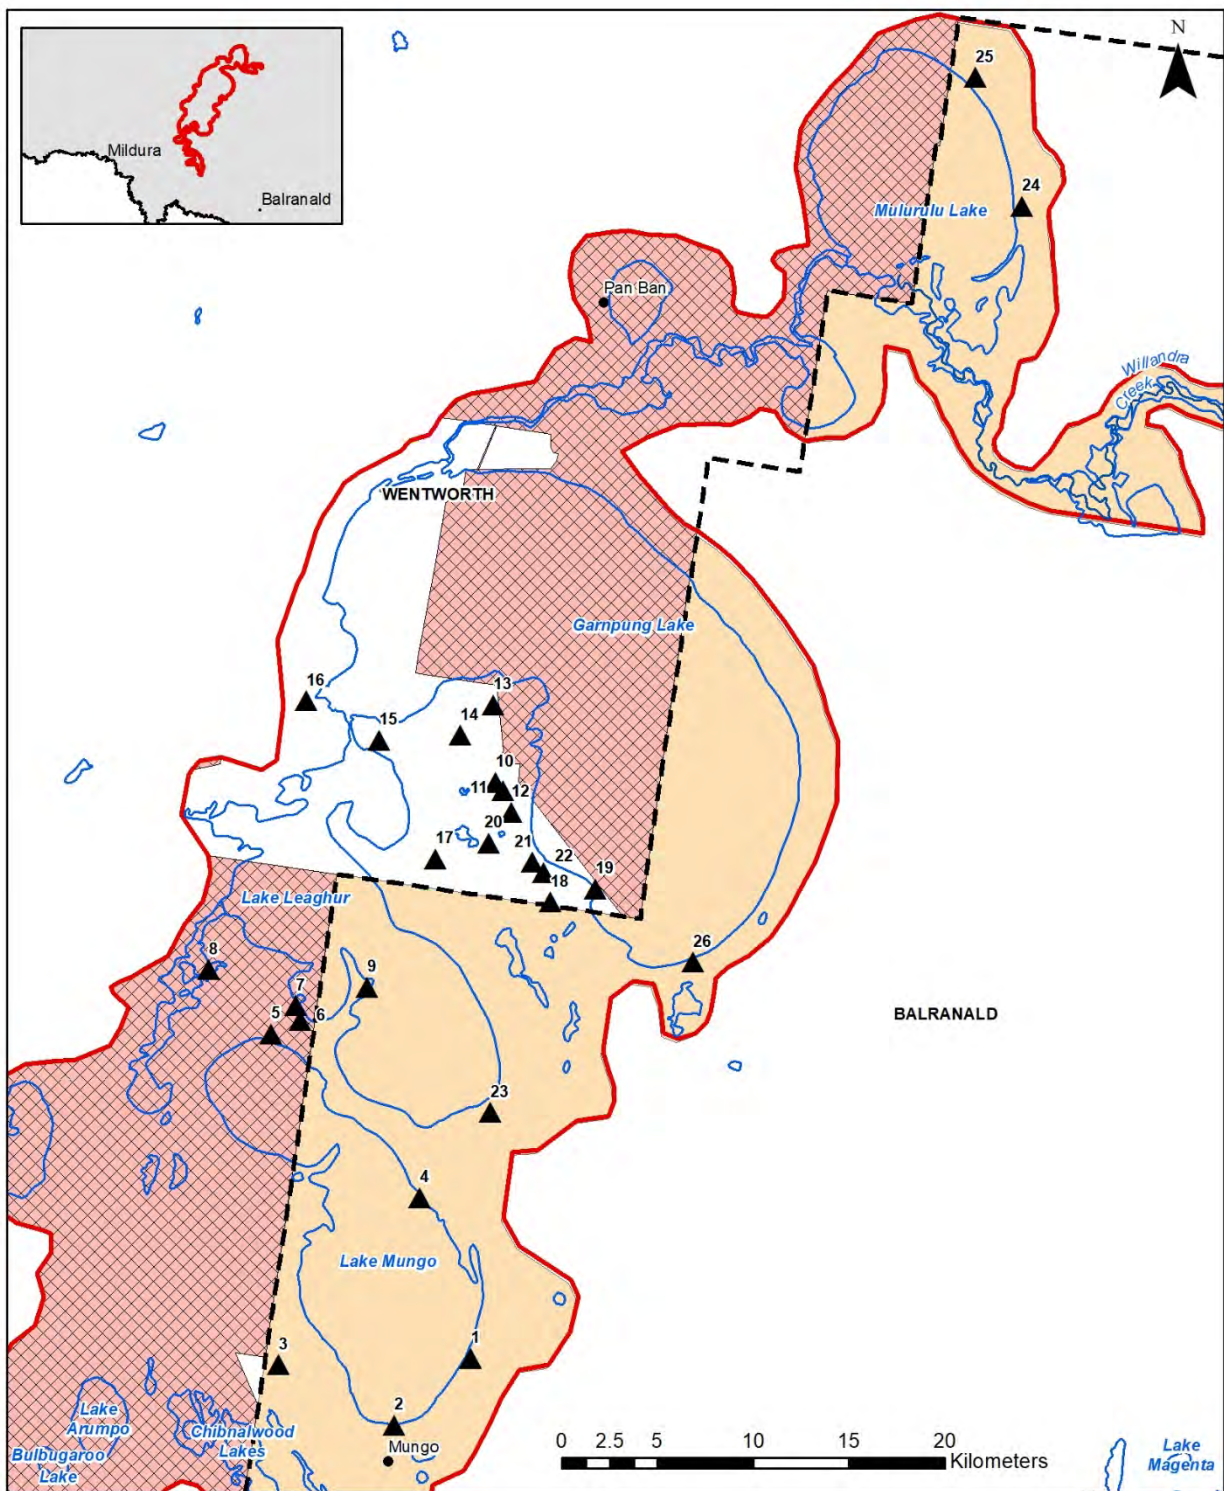 N
Mildura
Balranald
25
24
Mulurulu Lake
Pan Ban
Willandra
Creek
WENTWORTH
Garnpung Lake
16
13
15
14
10
11
12
20
17
21
22
19
18
Lake Leaghur
26
8
9
7
6
5
BALRANALD
23
4
Lake Mungo
3
1
2
Mungo
Lake
Arumpo
Chibnalwood
Lakes
Bulbugaroo
Lake
0 2.5 5 10 15 20
Kilometers
Lake
Magenta